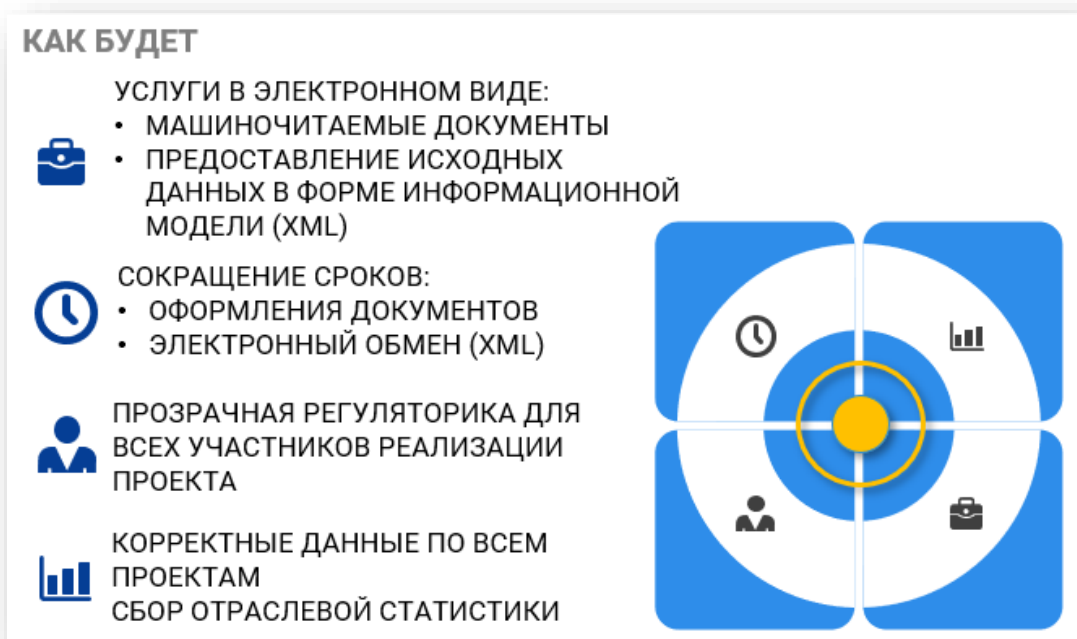 КАК БУДЕТ
УСЛУГИ В ЭЛЕКТРОННОМ ВИДЕ:
• МАШИНОЧИТАЕМЫЕ ДОКУМЕНТЫ
• ПРЕДОСТАВЛЕНИЕ ИСХОДНЫХ
ДАННЫХ В ФОРМЕ ИНФОРМАЦИОННОЙ
МОДЕЛИ (XML)
СОКРАЩЕНИЕ СРОКОВ:
• ОФОРМЛЕНИЯ ДОКУМЕНТОВ
• ЭЛЕКТРОННЫЙ ОБМЕН (XML)
ПРОЗРАЧНАЯ РЕГУЛЯТОРИКА ДЛЯ
ВСЕХ УЧАСТНИКОВ РЕАЛИЗАЦИИ
ПРОЕКТА
КОРРЕКТНЫЕ ДАННЫЕ ПО ВСЕМ
ПРОЕКТАМ
СБОР ОТРАСЛЕВОЙ СТАТИСТИКИ